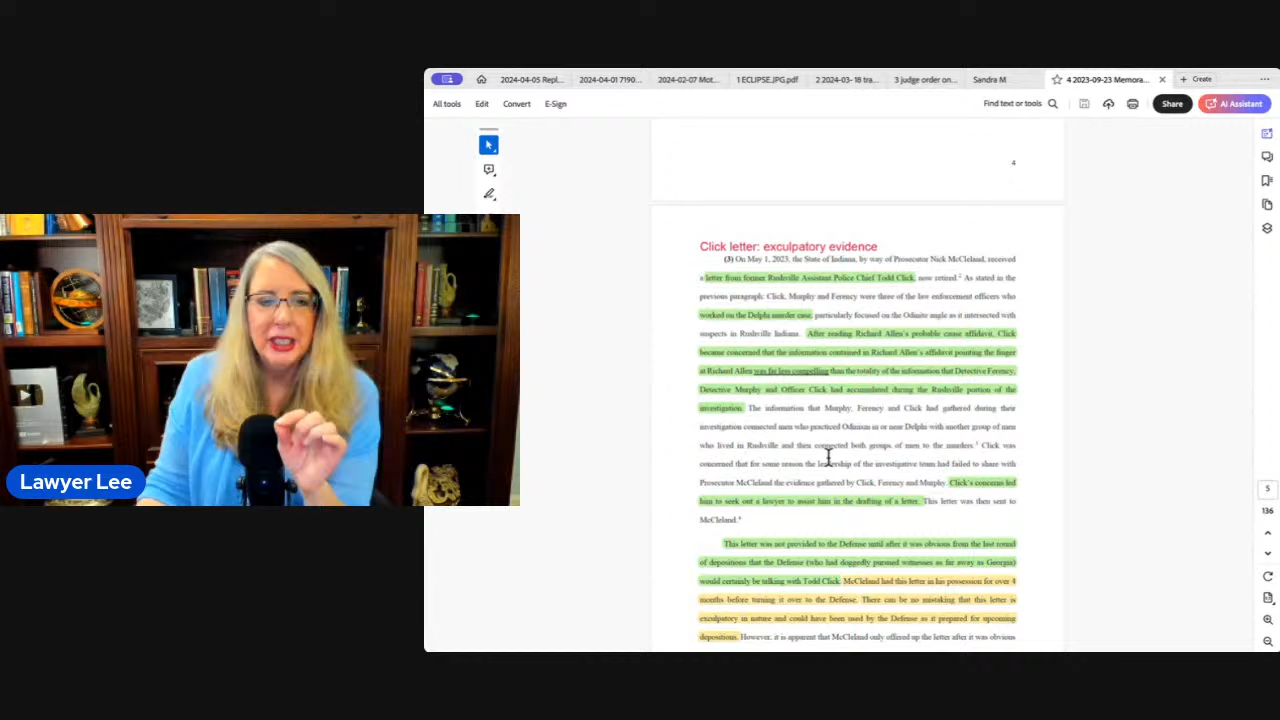 2024-04-05 Repl... 2024-04-01 7190... 2024-02-07 Mot... 1 ECLIPSE.JPG.pdf 2 2024-03- 18 tra... 3 judge order on... Sandra M 4 2023-09-23 Memora... Create
All tools Edit Convert E-Sign Find text or tools Share AI Assistant
4
Click letter: exculpatory evidence
(3) On May 1, 2023, the State of Indiana, by way of Prosecutor Nick McCleland, received
a letter from former Rushville Assistant Police Chief Todd Click, now retired.2 As stated in the
previous paragraph: Click, Murphy and Ferency were three of the law enforcement officers who
worked on the Delphi murder case, particularly focused on the Odinite angle as it intersected with
suspects in Rushville Indiana. After reading Richard Allen's probable cause affidavit, Click
became concerned that the information contained in Richard Allen's affidavit pointing the finger
at Richard Allen was far less compelling than the totality of the information that Detective Ferency,
Detective Murphy and Officer Click had accumulated during the Rushville portion of the
investigation. The information that Murphy, Ferency and Click had gathered during their
investigation connected men who practiced Odinism in or near Delphi with another group of men
who lived in Rushville and then connected both groups of men to the murders.3 Click was
concerned that for some reason the leadership of the investigative team had failed to share with
Prosecutor McCleland the evidence gathered by Click, Ferency and Murphy. Click's concerns led
him to seek out a lawyer to assist him in the drafting of a letter. This letter was then sent to
McCleland.4
This letter was not provided to the Defense until after it was obvious from the last round
of depositions that the Defense (who had doggedly pursued witnesses as far away as Georgia)
would certainly be talking with Todd Click. McCleland had this letter in his possession for over 4
months before turning it over to the Defense. There can be no mistaking that this letter is
exculpatory in nature and could have been used by the Defense as it prepared for upcoming
depositions. However, it is apparent that McCleland only offered up the letter after it was obvious
5
136
Lawyer Lee